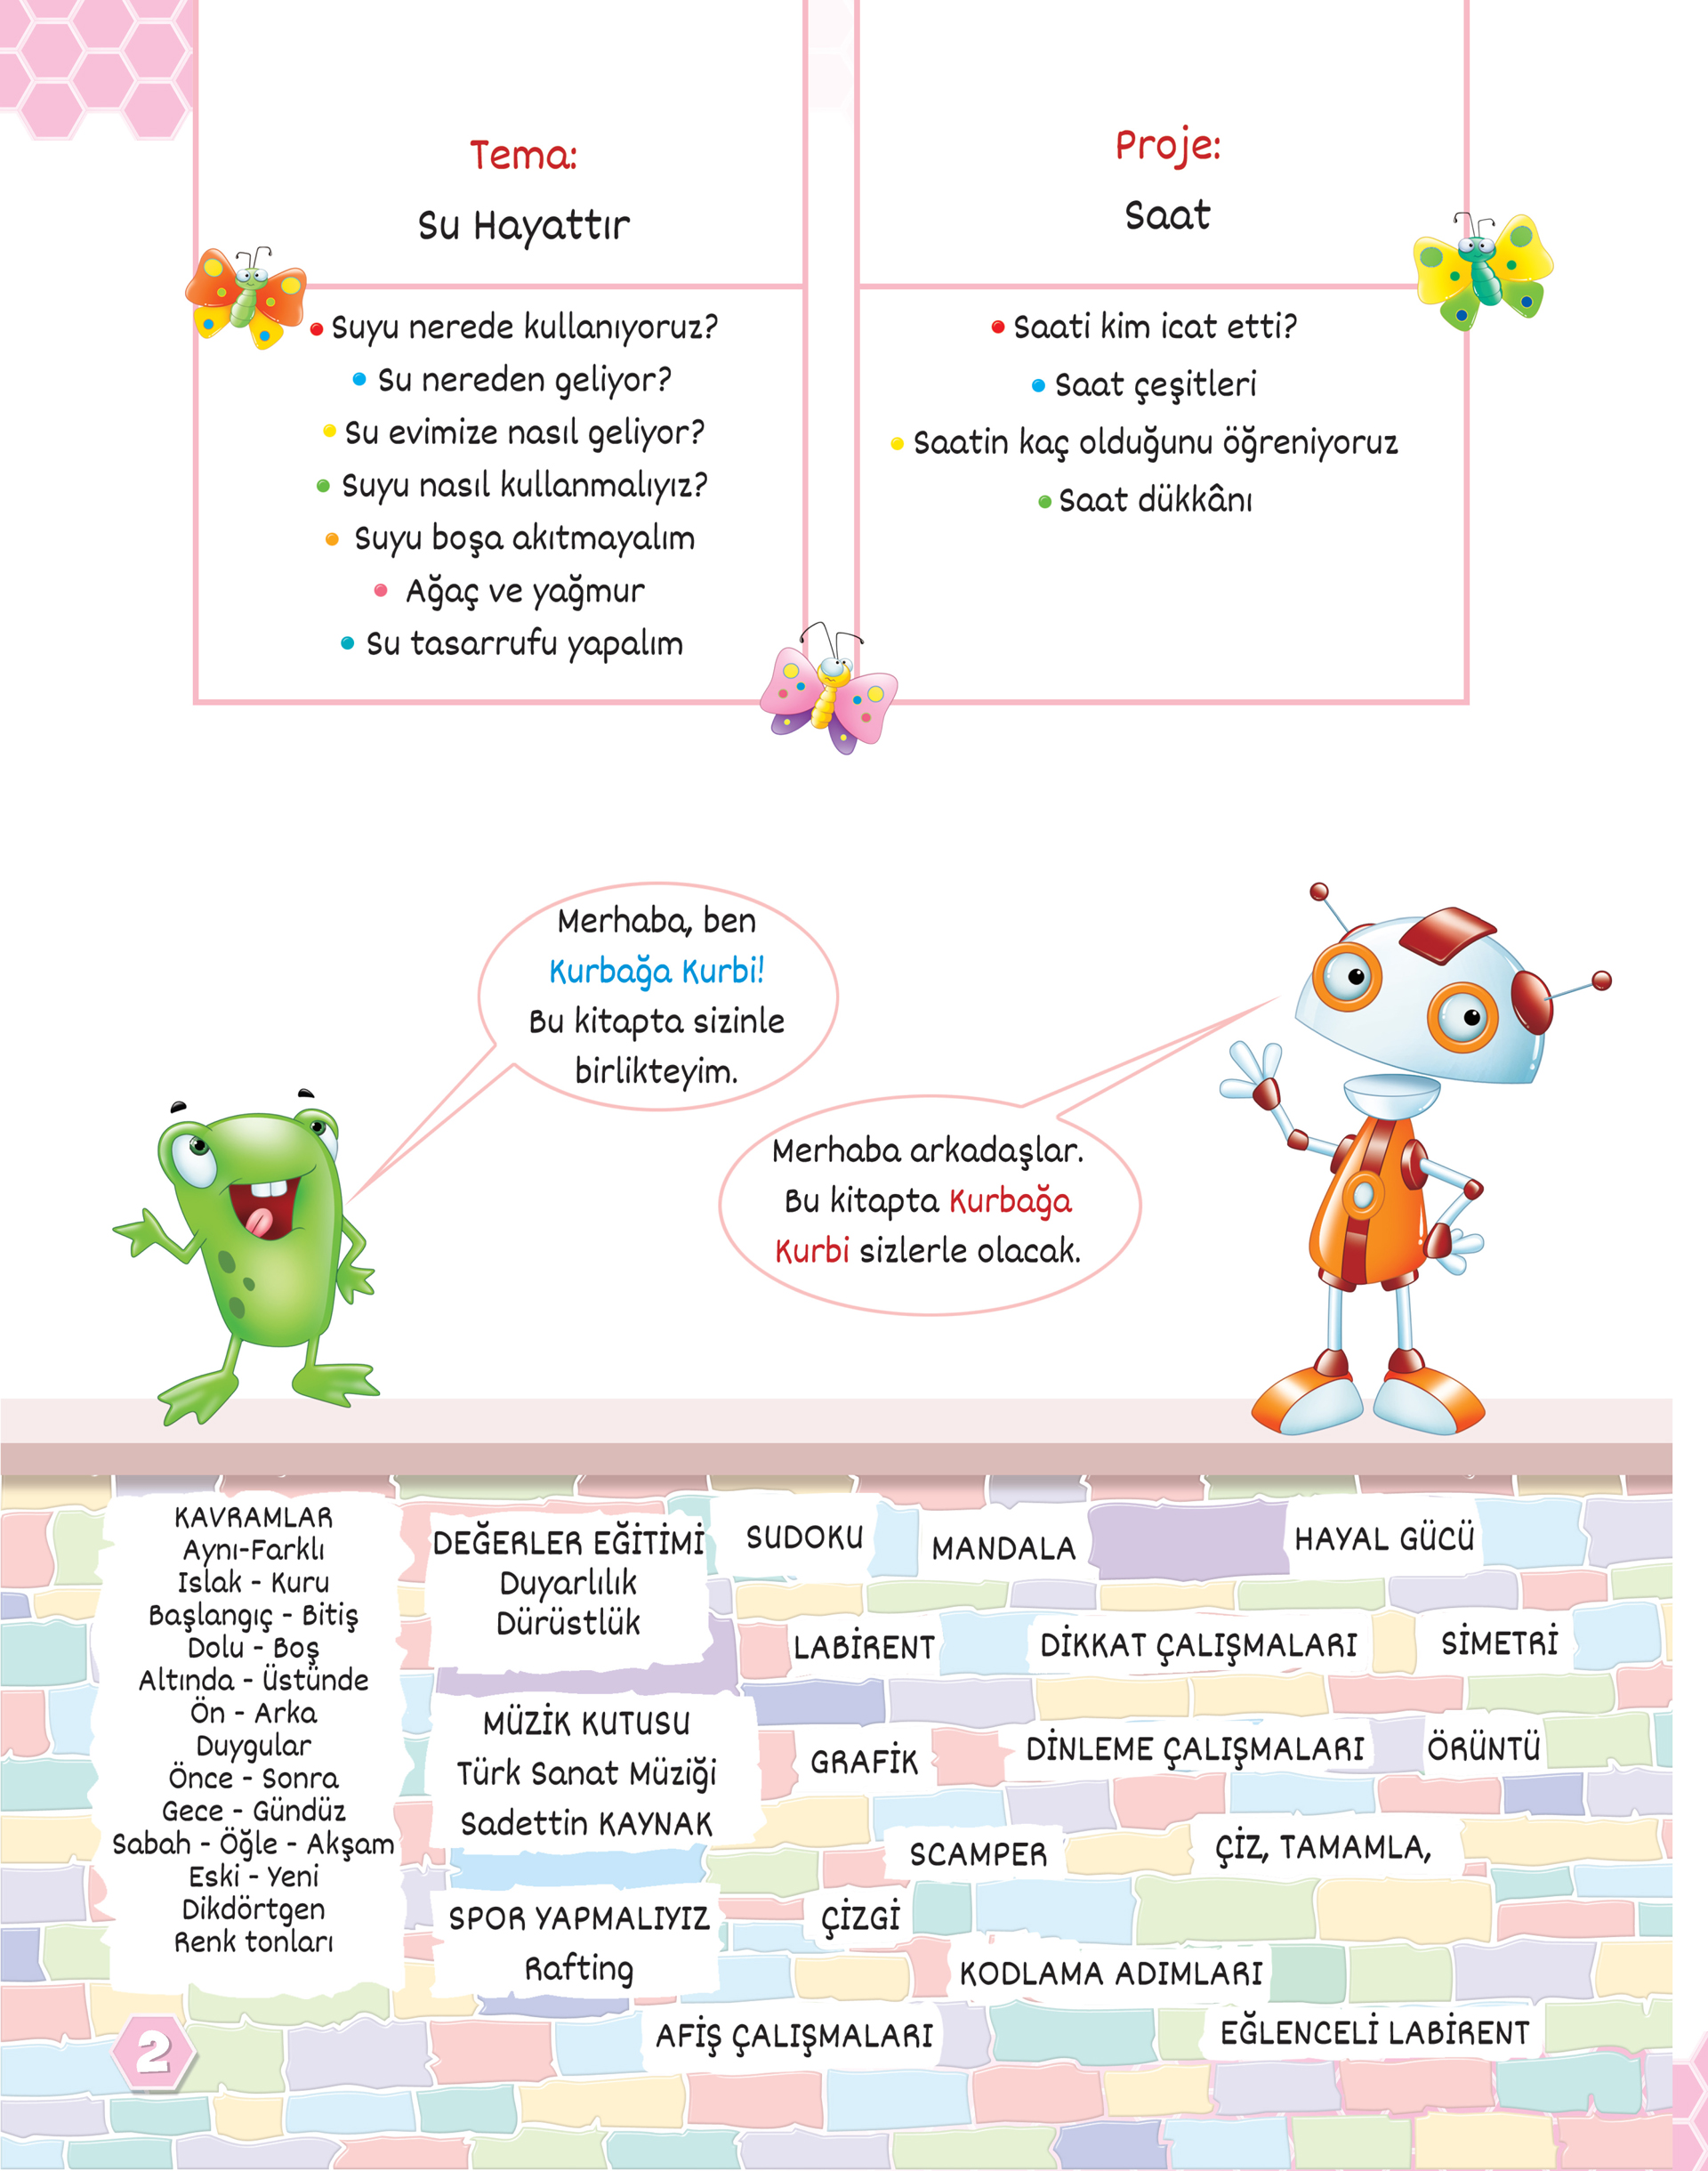 Tema:
Su Hayattır
Suyu nerede kullanıyoruz?
Su nereden geliyor?
Su evimize nasıl geliyor?
Suyu nasıl kullanmalıyız?
Suyu boşa akıtmayalım
Ağaç ve yağmur
Su tasarrufu yapalım
Proje:
Saat
Saati kim icat etti?
Saat çeşitleri
Saatin kaç olduğunu öğreniyoruz
Saat dükkânı
Merhaba, ben
Kurbağa Kurbi!
Bu kitapta sizinle
birlikteyim.
Merhaba arkadaşlar.
Bu kitapta Kurbağa
Kurbi sizlerle olacak.
KAVRAMLAR
Aynı-Farklı
Islak - Kuru
Başlangıç - Bitiş
Dolu - Boş
Altında - Üstünde
Ön - Arka
Duygular
Önce - Sonra
Gece - Gündüz
Sabah - Öğle - Akşam
Eski - Yeni
Dikdörtgen
Renk tonları
DEĞERLER EĞİTİMİ
Duyarlılık
Dürüstlük
MÜZİK KUTUSU
Türk Sanat Müziği
Sadettin KAYNAK
SPOR YAPMALIYIZ
Rafting
SUDOKU
MANDALA
HAYAL GÜCÜ
LABİRENT
DİKKAT ÇALIŞMALARI
SİMETRİ
GRAFİK
DİNLEME ÇALIŞMALARI
ÖRÜNTÜ
SCAMPER
ÇİZ, TAMAMLA,
ÇİZGİ
KODLAMA ADIMLARI
AFİŞ ÇALIŞMALARI
EĞLENCELİ LABİRENT
2